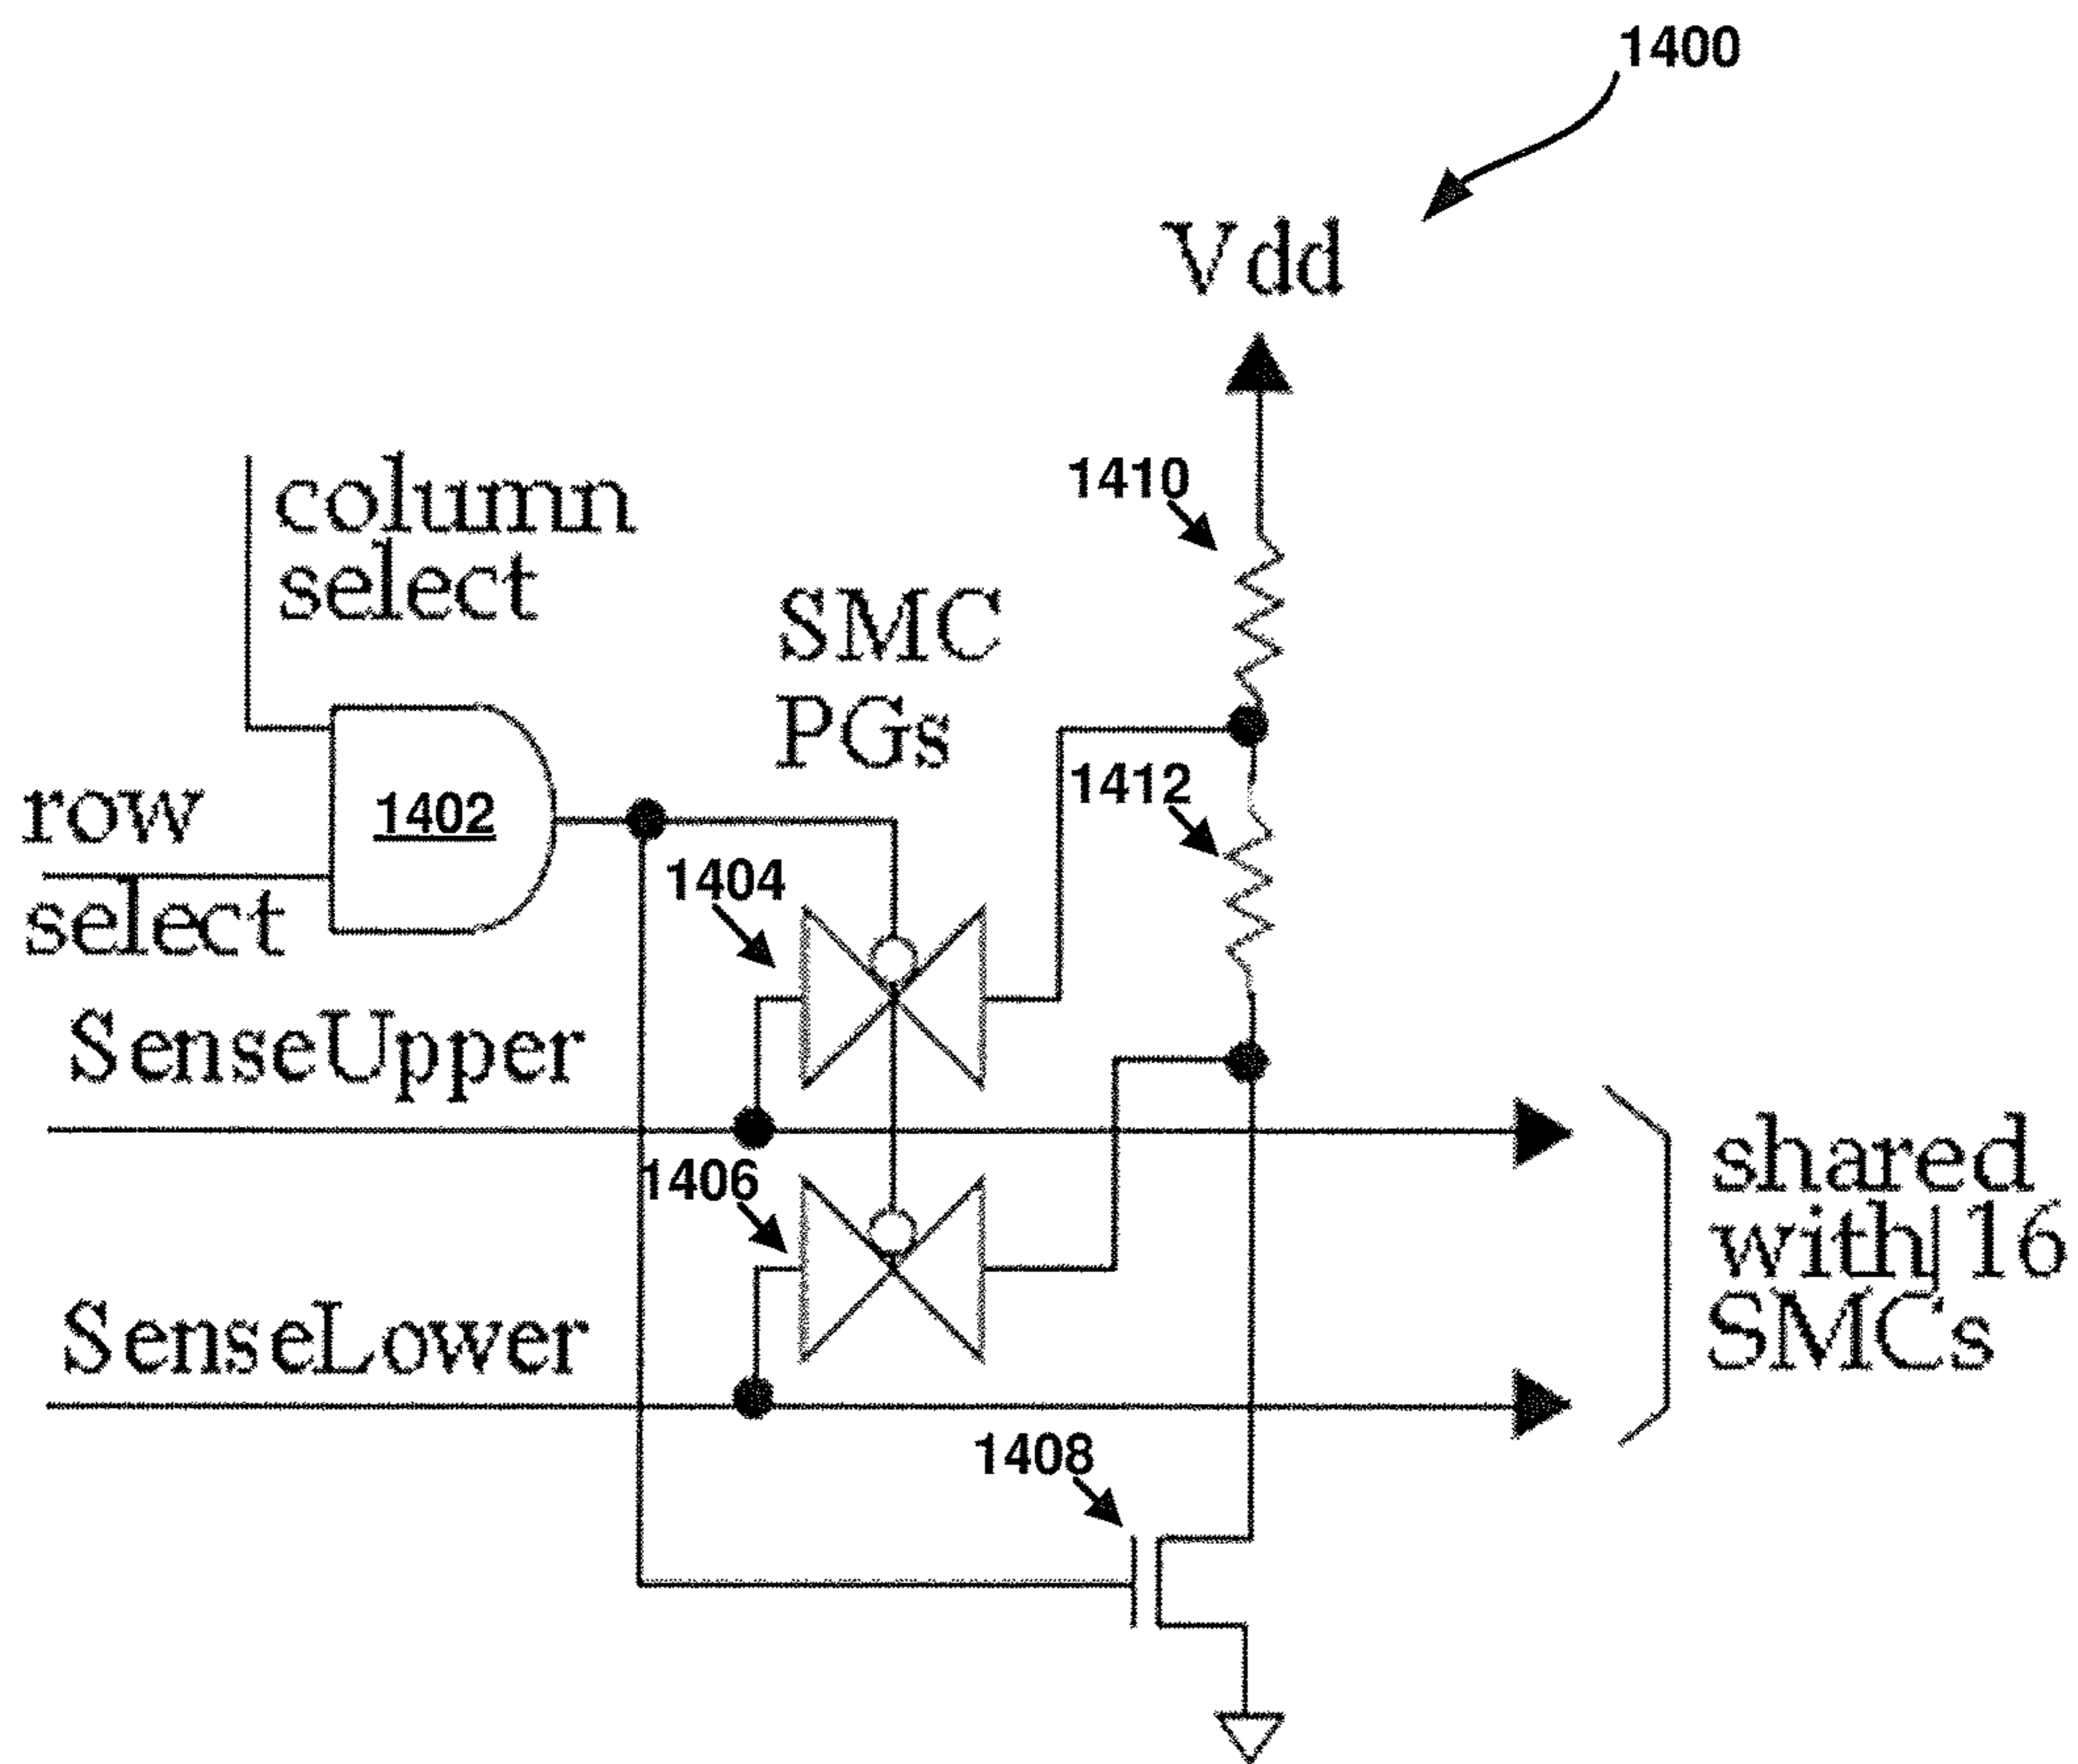 1400
Vdd
1410
column
select
SMC
PGs
1412
row
select
1402
1404
SenseUpper
1406
SenseLower
1408
shared
with 16
SMCs